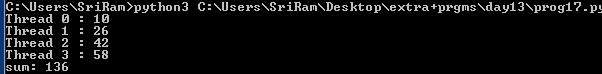 C:\Users\SriRam>python3 C:\Users\SriRam\Desktop\extra+prgms\day13\prog17.py
Thread 0 : 10
Thread 1 : 26
Thread 2 : 42
Thread 3 : 58
sum: 136